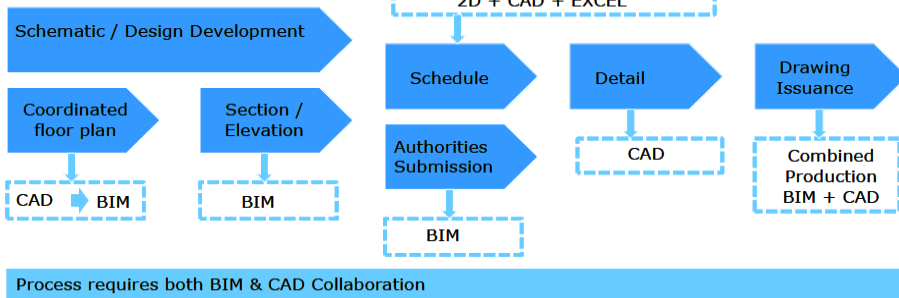 2D + CAD + EXCEL
Schematic / Design Development
Schedule
Detail
Drawing
Issuance
Coordinated
floor plan
Section /
Elevation
Authorities
Submission
CAD
Combined
Production
BIM + CAD
CAD BIM
BIM
BIM
Process requires both BIM & CAD Collaboration